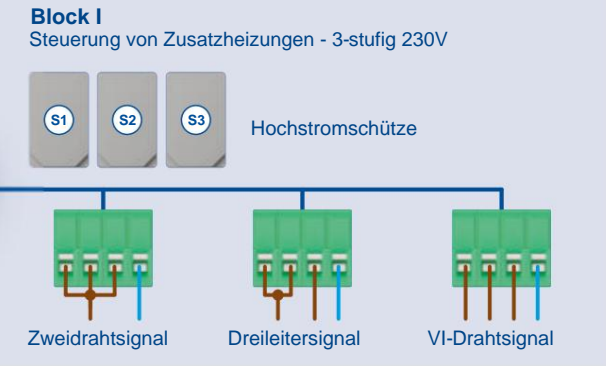 Block I
Steuerung von Zusatzheizungen - 3-stufig 230V
S1 S2 S3
Hochstromschütze
Zweidrahtsignal Dreileitersignal VI-Drahtsignal